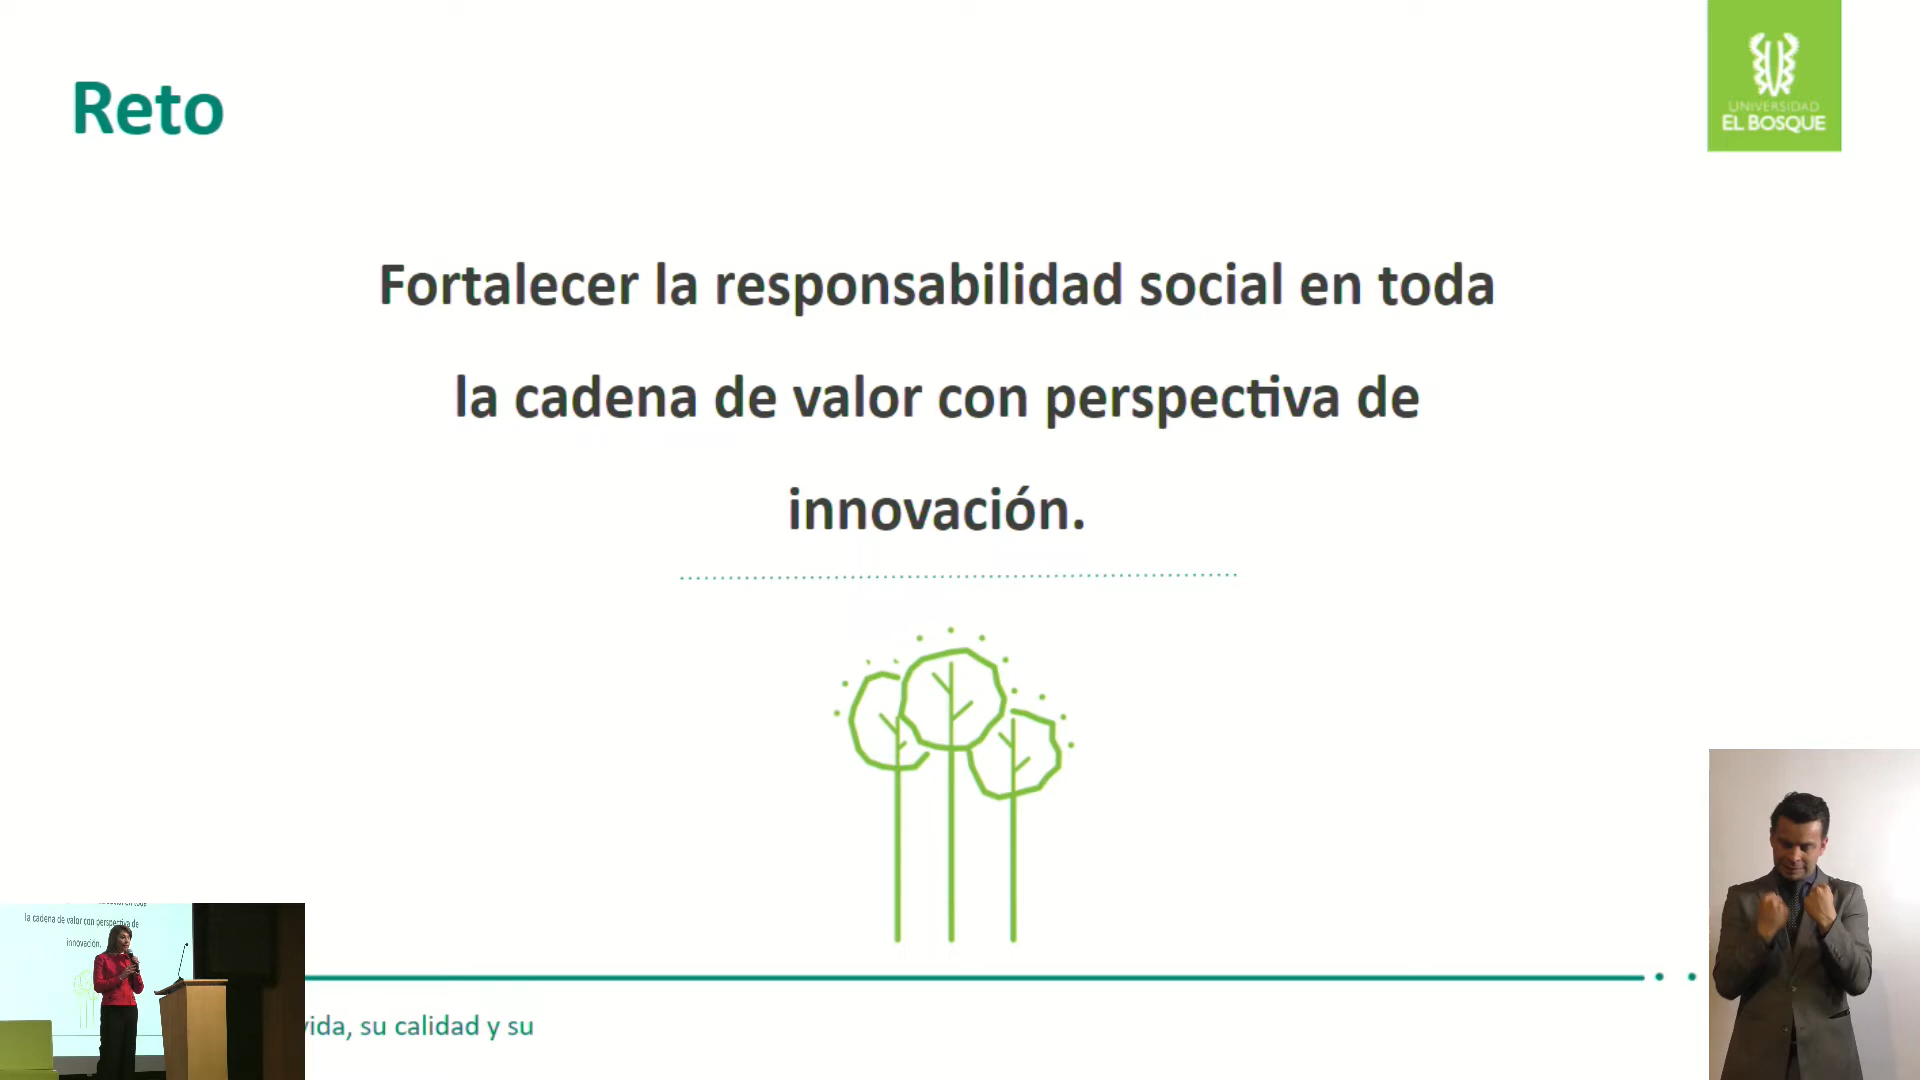 Reto
UNIVERSIDAD
EL BOSQUE
Fortalecer la responsabilidad social en toda
la cadena de valor con perspectiva de
innovación.
vida, su calidad y su
la cadena de valor con perspectiva de
innovación.